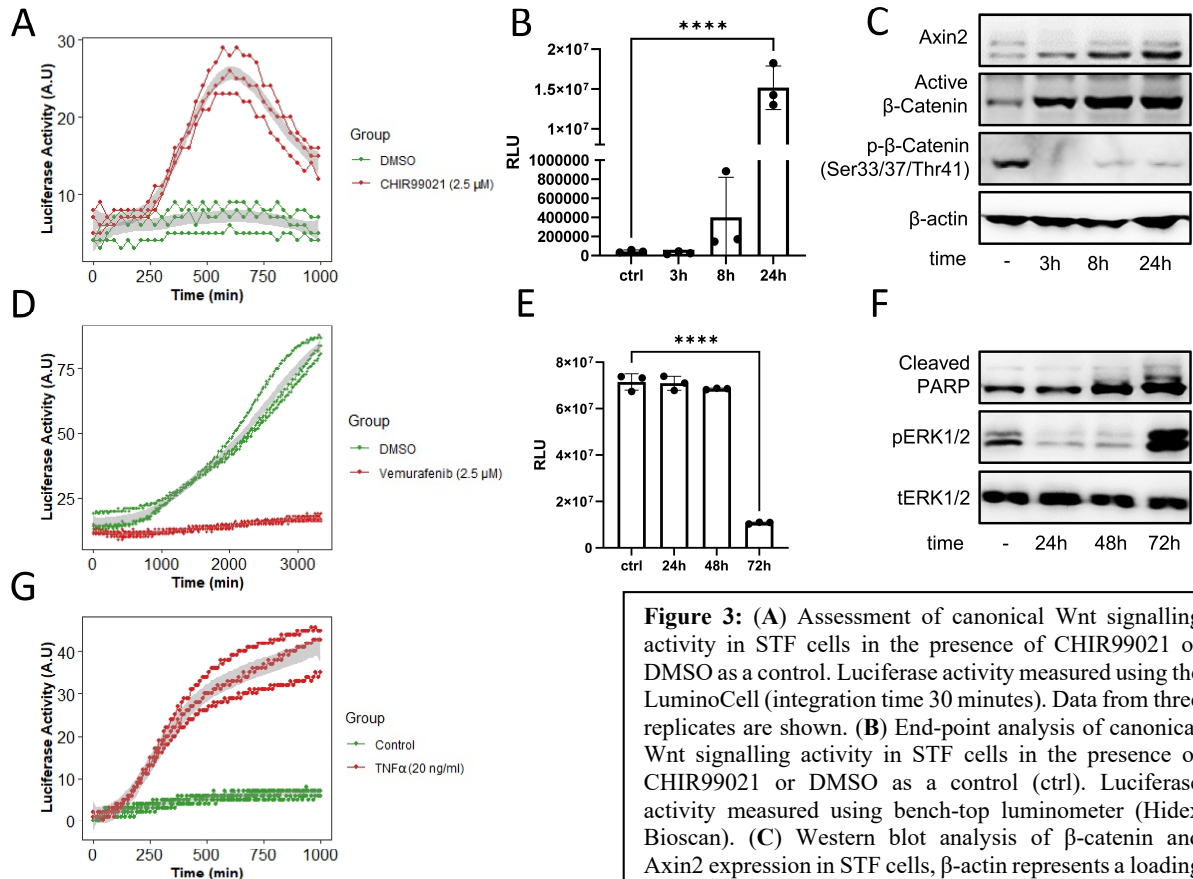 A
Luciferase Activity (A.U)
30
20
10
0 250 500 750 1000
Time (min)
Group
DMSO
CHIR99021 (2.5 µM)
B
****
RLU
2×10⁷
1.5×10⁷
1×10⁷
1000000
800000
600000
400000
200000
0
ctrl 3h 8h 24h
C
Axin2
Active
β-Catenin
p-β-Catenin
(Ser33/37/Thr41)
β-actin
time - 3h 8h 24h
D
Luciferase Activity (A.U)
75
50
25
0 1000 2000 3000
Time (min)
Group
DMSO
Vemurafenib (2.5 µM)
E
****
RLU
8×10⁷
6×10⁷
4×10⁷
2×10⁷
0
ctrl 24h 48h 72h
F
Cleaved
PARP
pERK1/2
tERK1/2
time - 24h 48h 72h
G
Luciferase Activity (A.U)
40
30
20
10
0
0 250 500 750 1000
Time (min)
Group
Control
TNFα (20 ng/ml)
Figure 3: (A) Assessment of canonical Wnt signalling
activity in STF cells in the presence of CHIR99021 o
DMSO as a control. Luciferase activity measured using the
LuminoCell (integration time 30 minutes). Data from three
replicates are shown. (B) End-point analysis of canonica
Wnt signalling activity in STF cells in the presence o
CHIR99021 or DMSO as a control (ctrl). Luciferase
activity measured using bench-top luminometer (Hidex
Bioscan). (C) Western blot analysis of β-catenin and
Axin2 expression in STF cells, β-actin represents a loading